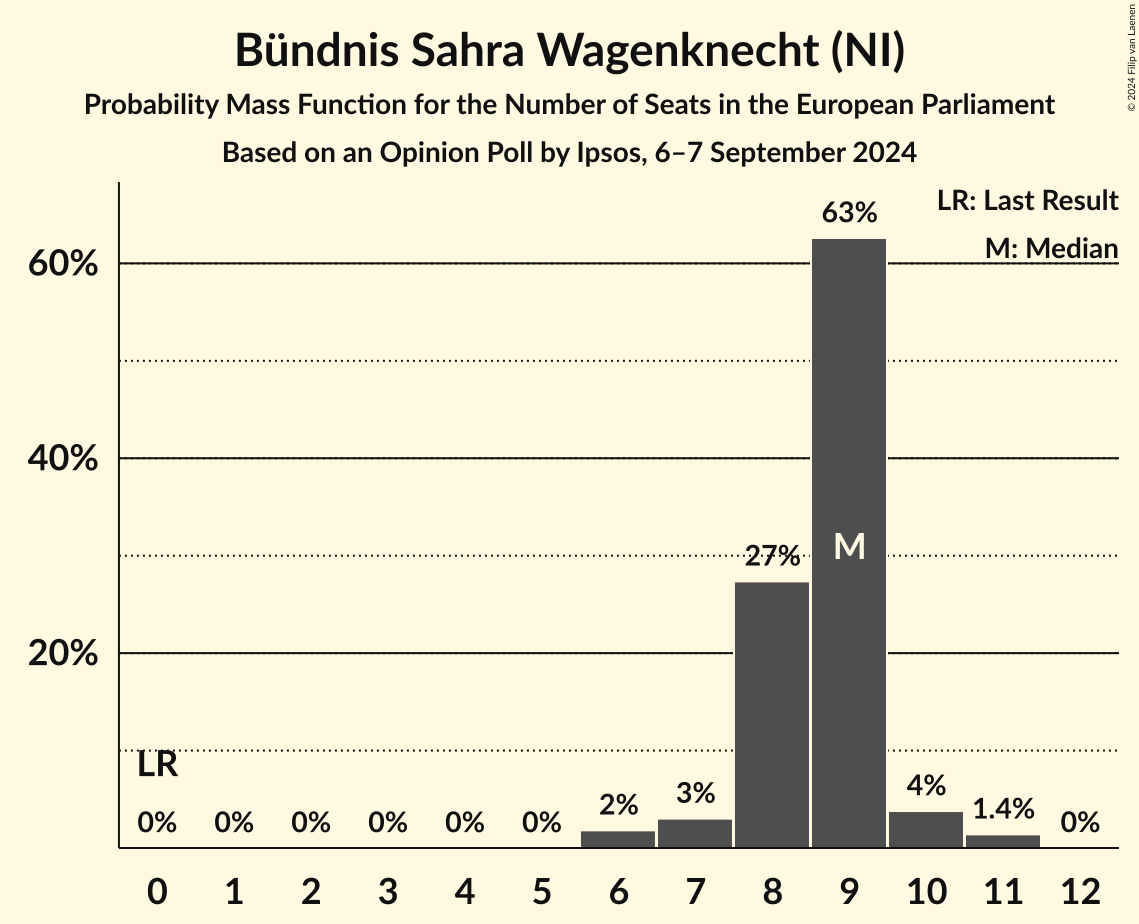 Bündnis Sahra Wagenknecht (NI)
Probability Mass Function for the Number of Seats in the European Parliament
Based on an Opinion Poll by Ipsos, 6–7 September 2024
© 2024 Filip van Laenen
LR: Last Result
M: Median
63%
60%
40%
27%
M
20%
LR
0% 0% 0% 0% 0% 0% 2% 3% 4% 1.4% 0%
0 1 2 3 4 5 6 7 8 9 10 11 12